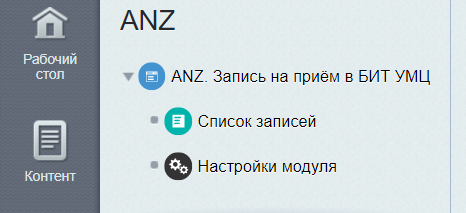 ANZ
Рабочий
стол
ANZ. Запись на приём в БИТ УМЦ
Список записей
Настройки модуля
Контент